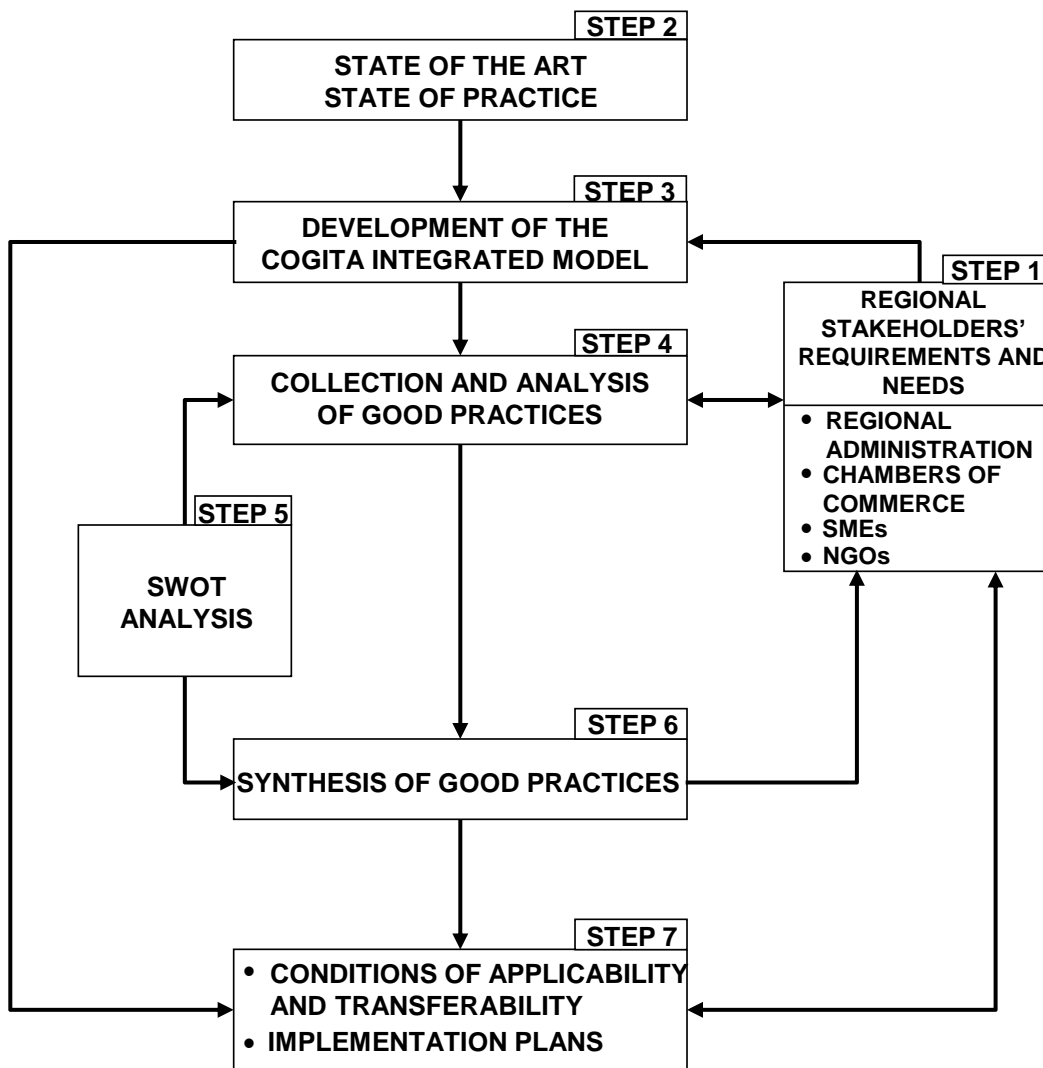 STEP 2
STATE OF THE ART
STATE OF PRACTICE
STEP 3
DEVELOPMENT OF THE
COGITA INTEGRATED MODEL
STEP 1
REGIONAL
STAKEHOLDERS'
REQUIREMENTS AND
NEEDS
• REGIONAL
ADMINISTRATION
• CHAMBERS OF
COMMERCE
• SMEs
• NGOs
STEP 4
COLLECTION AND ANALYSIS
OF GOOD PRACTICES
STEP 5
SWOT
ANALYSIS
STEP 6
SYNTHESIS OF GOOD PRACTICES
STEP 7
• CONDITIONS OF APPLICABILITY
AND TRANSFERABILITY
• IMPLEMENTATION PLANS